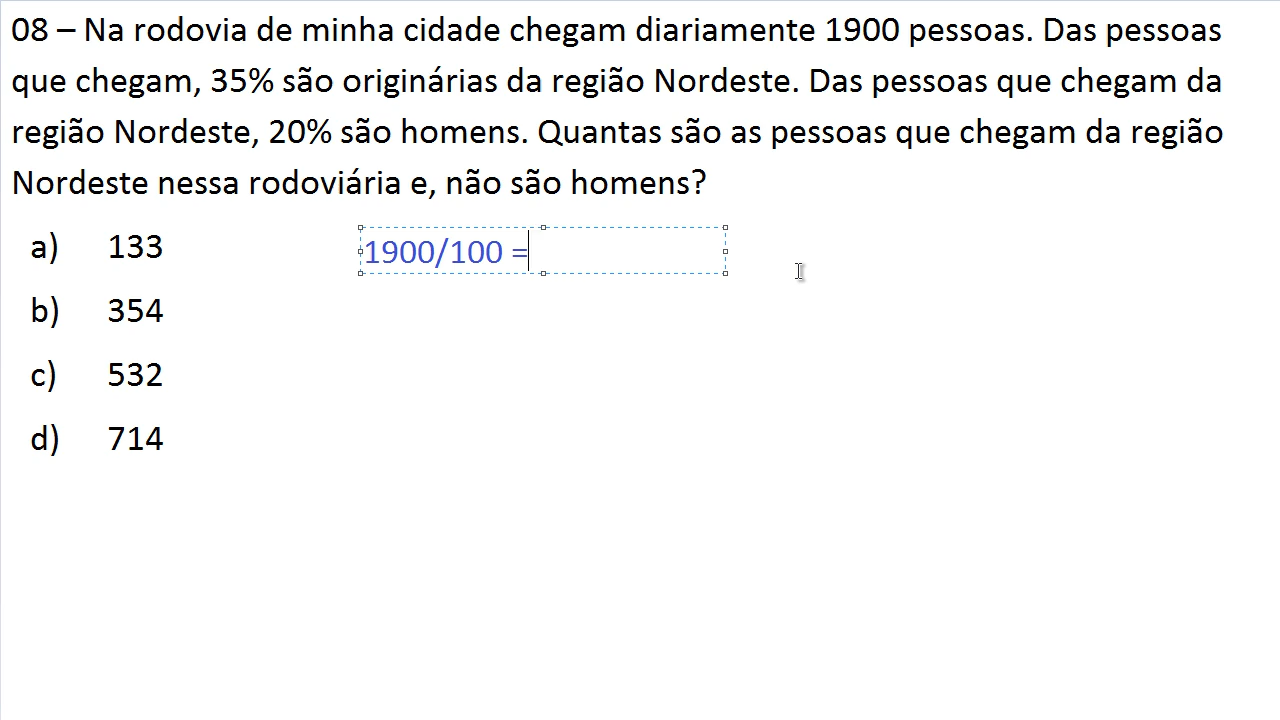 08 – Na rodovia de minha cidade chegam diariamente 1900 pessoas. Das pessoas
que chegam, 35% são originárias da região Nordeste. Das pessoas que chegam da
região Nordeste, 20% são homens. Quantas são as pessoas que chegam da região
Nordeste nessa rodoviária e, não são homens?
a) 133
1900/100 =
b) 354
c) 532
d) 714